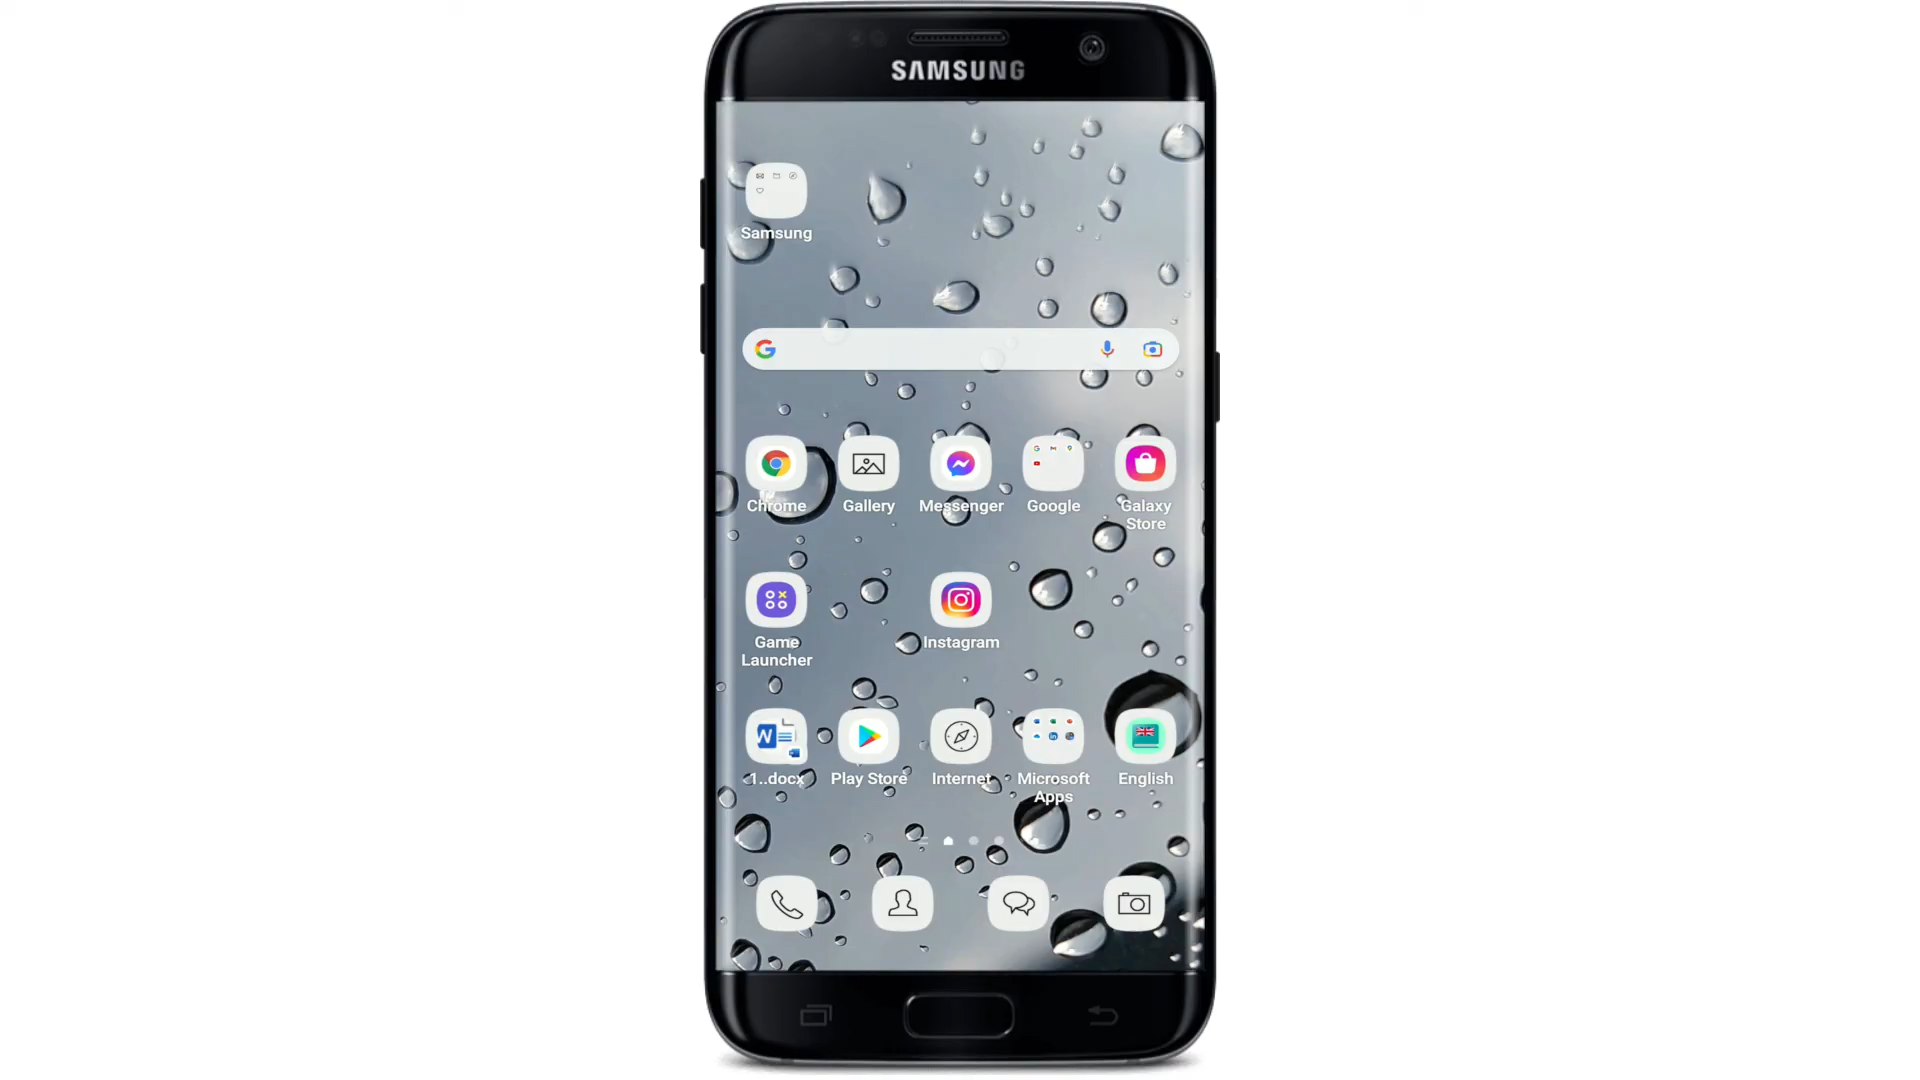 SAMSUNG
Samsung
Chrome
Gallery
Messenger
Google
Galaxy
Store
Game
Launcher
Instagram
1..docx
Play Store
Internet
Microsoft
Apps
English